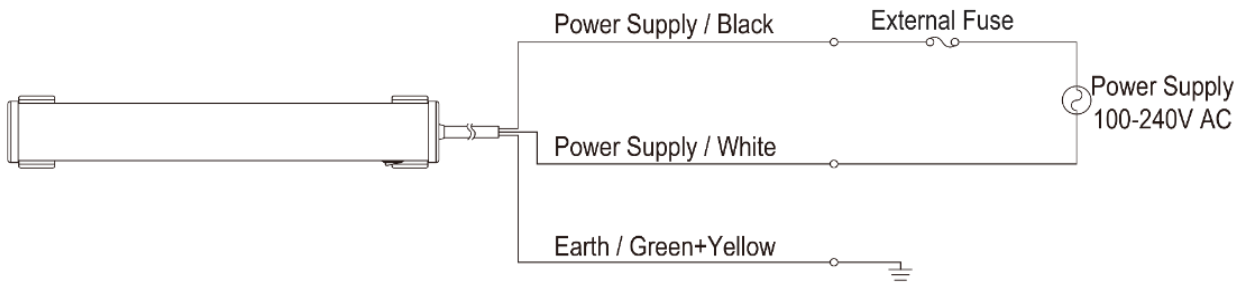 Power Supply / Black
External Fuse
Power Supply
100-240V AC
Power Supply / White
Earth / Green+Yellow